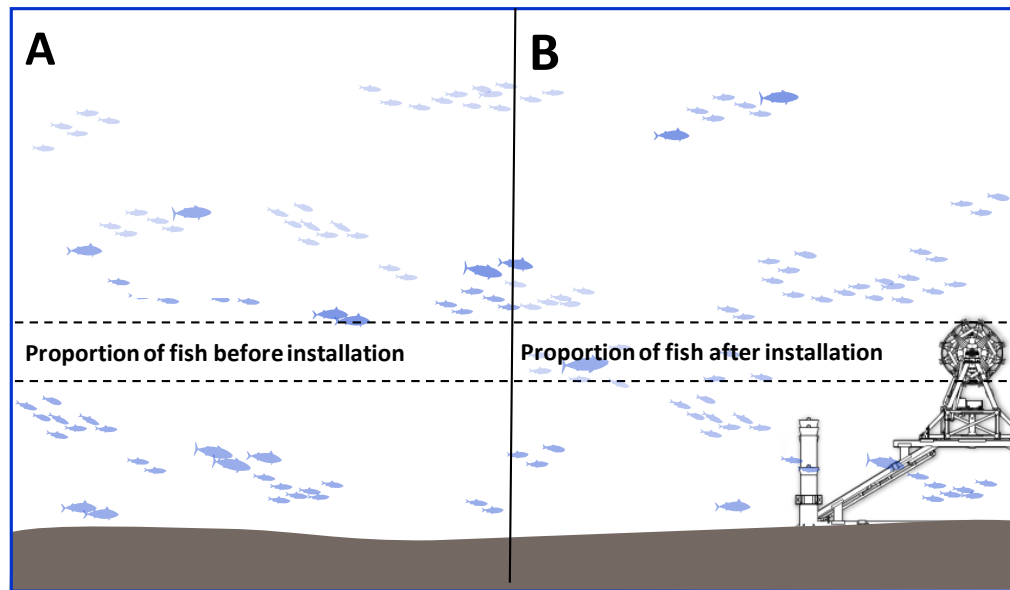 A
B
Proportion of fish before installation
Proportion of fish after installation